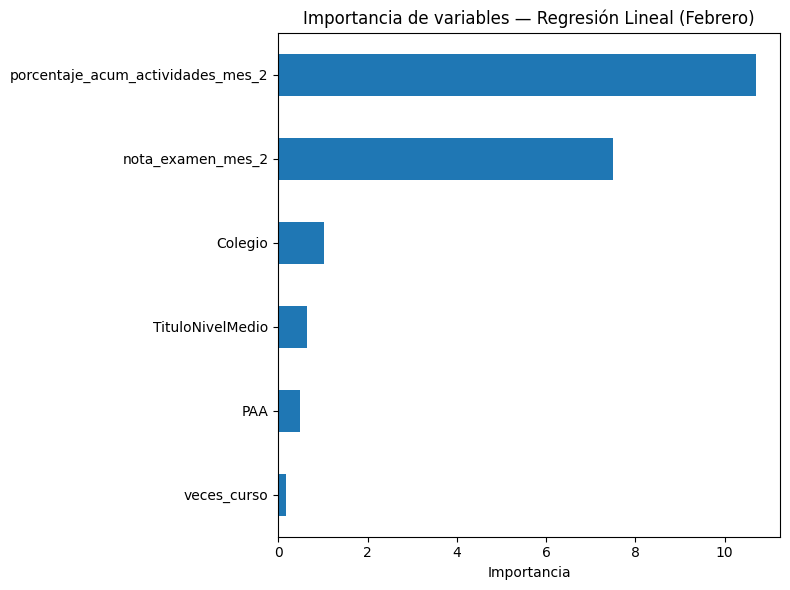 Importancia de variables — Regresión Lineal (Febrero)
porcentaje_acum_actividades_mes_2
nota_examen_mes_2
Colegio
TituloNivelMedio
PAA
veces_curso
0 2 4 6 8 10
Importancia